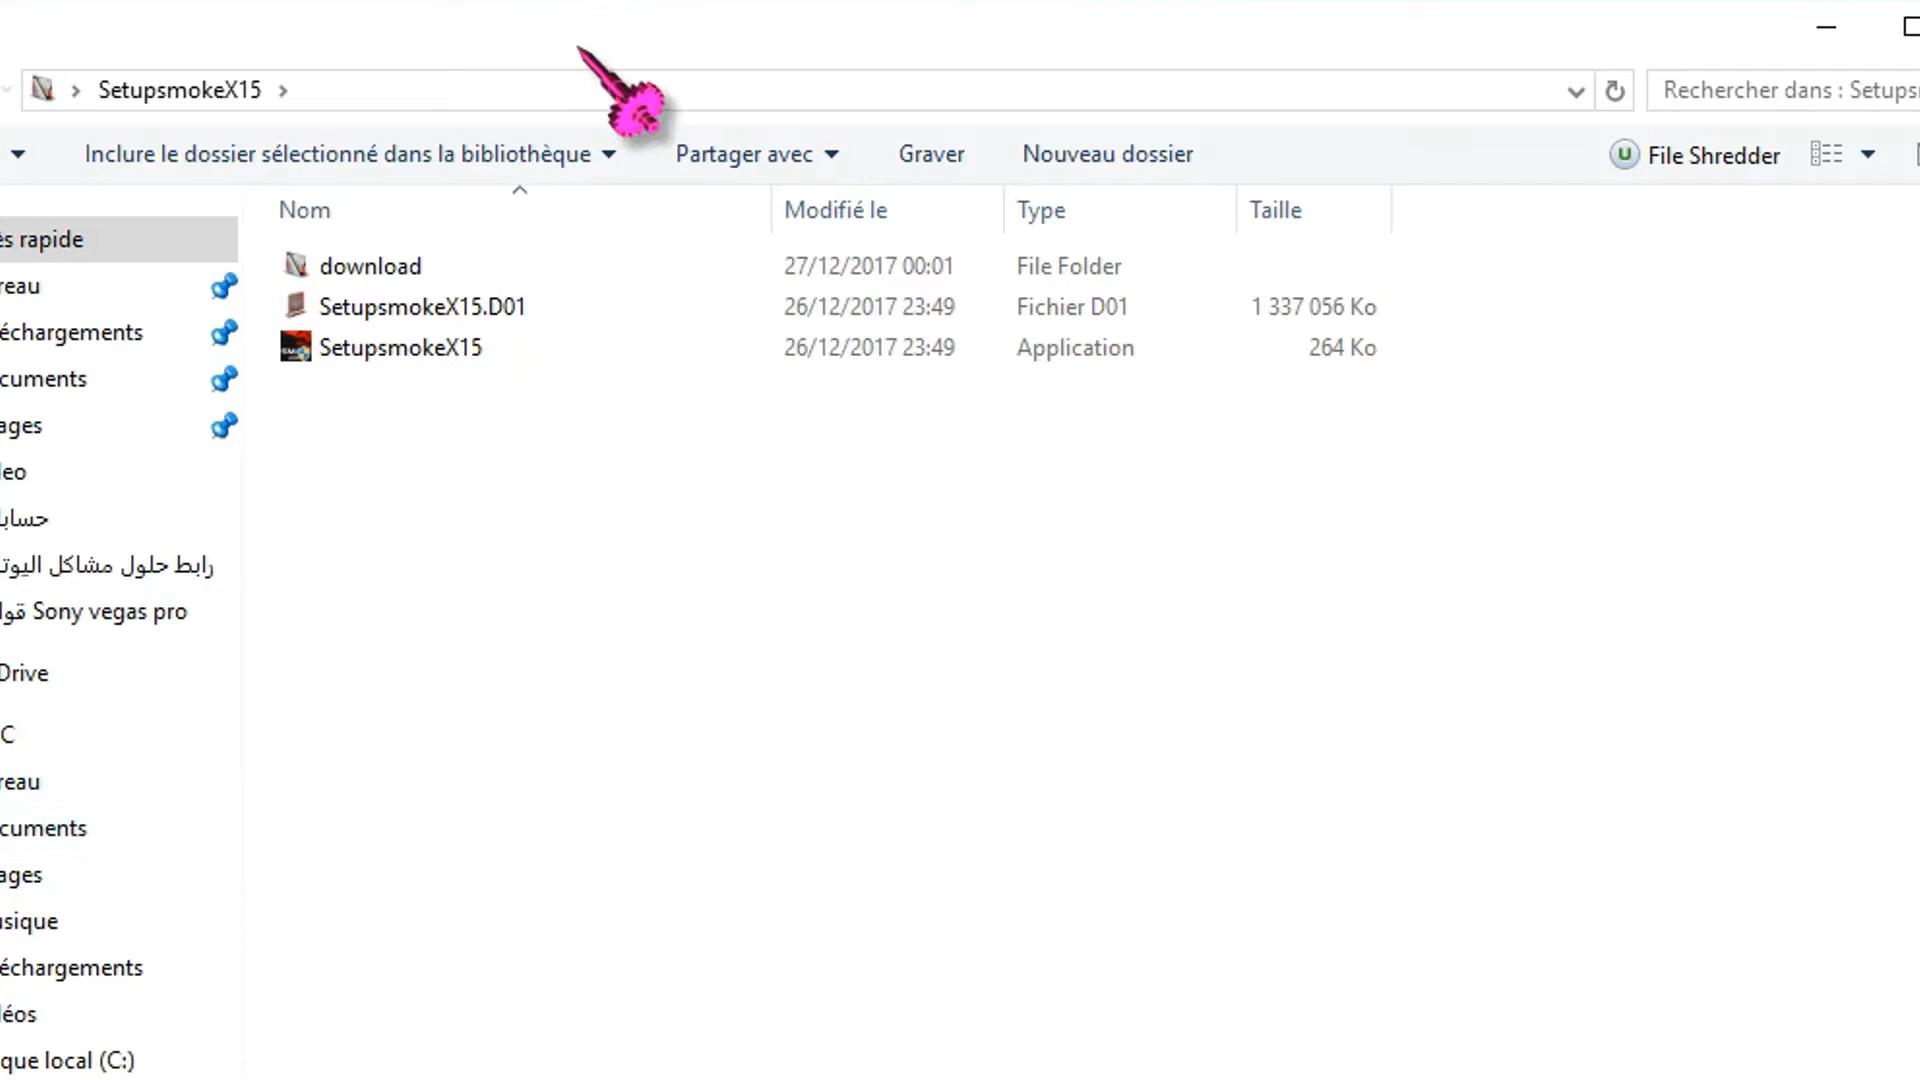 SetupsmokeX15
Rechercher dans : Setups
Inclure le dossier sélectionné dans la bibliothèque
Partager avec
Graver
Nouveau dossier
File Shredder
Nom
Modifié le
Type
Taille
download 27/12/2017 00:01 File Folder
SetupsmokeX15.D01 26/12/2017 23:49 Fichier D01 1 337 056 Ko
SetupsmokeX15 26/12/2017 23:49 Application 264 Ko
ès rapide
reau
échargements
cuments
ages
leo
حسابا
رابط حلول مشاكل اليوت
قوا Sony vegas pro
Drive
C
reau
cuments
ages
usique
échargements
léos
que local (C:)